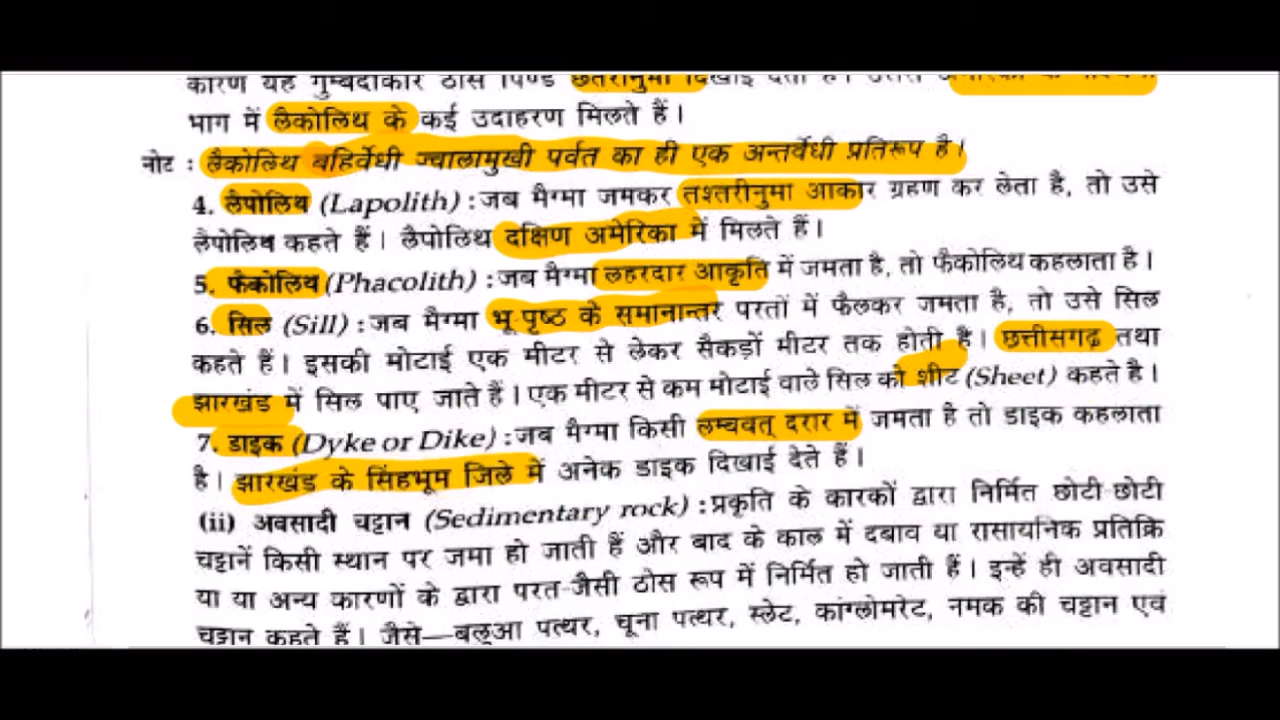 कारण यह गुम्बदाकार ठोस पिण्ड छतरीनुमा दिखाई देता है। उत्तरी अमेरिका के
भाग में लैकोलिथ के कई उदाहरण मिलते हैं।
नोट : लैकोलिथ बहिर्वेधी ज्वालामुखी पर्वत का ही एक अन्तर्वेधी प्रतिरूप है।
4. लैपोलिथ (Lapolith) : जब मैग्मा जमकर तश्तरीनुमा आकार ग्रहण कर लेता है, तो उसे
लैपोलिथ कहते हैं। लैपोलिथ दक्षिण अमेरिका में मिलते हैं।
5. फैकोलिथ (Phacolith) : जब मैग्मा लहरदार आकृति में जमता है, तो फैकोलिथ कहलाता है।
6. सिल (Sill) : जब मैग्मा भू-पृष्ठ के समानान्तर परतों में फैलकर जमता है, तो उसे सिल
कहते हैं। इसकी मोटाई एक मीटर से लेकर सैकड़ों मीटर तक होती है। छत्तीसगढ़ तथा
झारखंड में सिल पाए जाते हैं। एक मीटर से कम मोटाई वाले सिल को शीट (Sheet) कहते है।
7. डाइक (Dyke or Dike) : जब मैग्मा किसी लम्बवत् दरार में जमता है तो डाइक कहलाता
है। झारखंड के सिंहभूम जिले में अनेक डाइक दिखाई देते हैं।
(ii) अवसादी चट्टान (Sedimentary rock) : प्रकृति के कारकों द्वारा निर्मित छोटी-छोटी
चट्टानें किसी स्थान पर जमा हो जाती हैं और बाद के काल में दबाव या रासायनिक प्रतिक्रि
या या अन्य कारणों के द्वारा परत-जैसी ठोस रूप में निर्मित हो जाती हैं। इन्हें ही अवसादी
चट्टान कहते हैं। जैसे—बलुआ पत्थर, चूना पत्थर, स्लेट, कांग्लोमरेट, नमक की चट्टान एवं